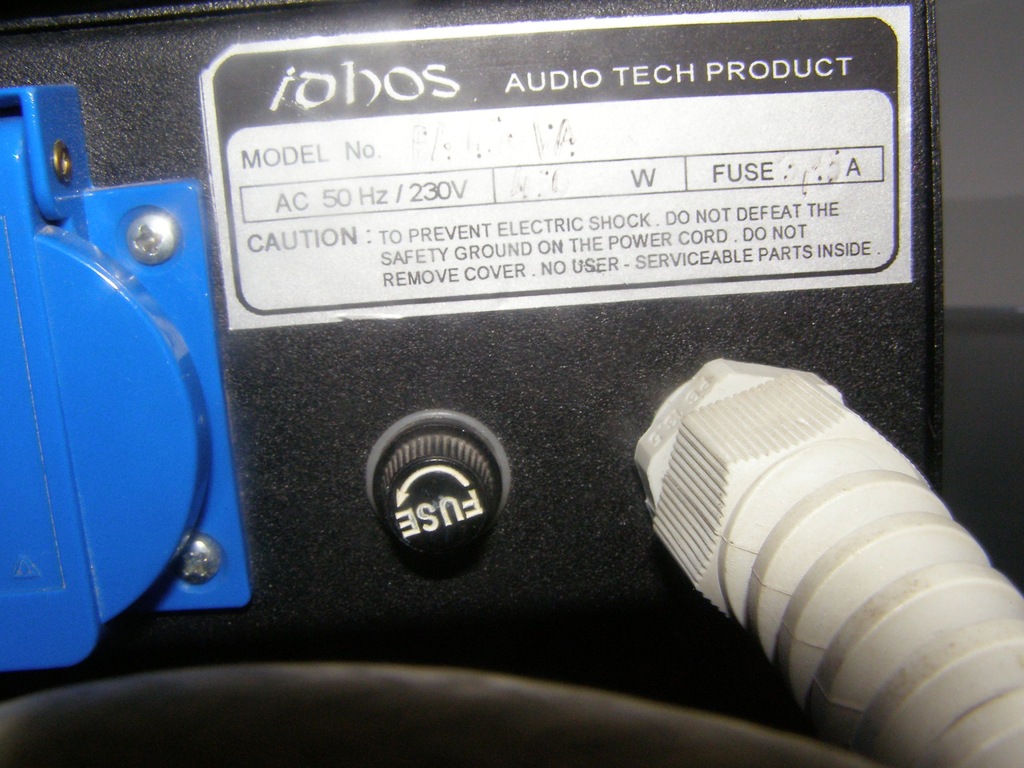 iohos AUDIO TECH PRODUCT
MODEL No.
AC 50 Hz / 230V W FUSE A
CAUTION : TO PREVENT ELECTRIC SHOCK . DO NOT DEFEAT THE
SAFETY GROUND ON THE POWER CORD . DO NOT
REMOVE COVER . NO USER - SERVICEABLE PARTS INSIDE .
FUSE